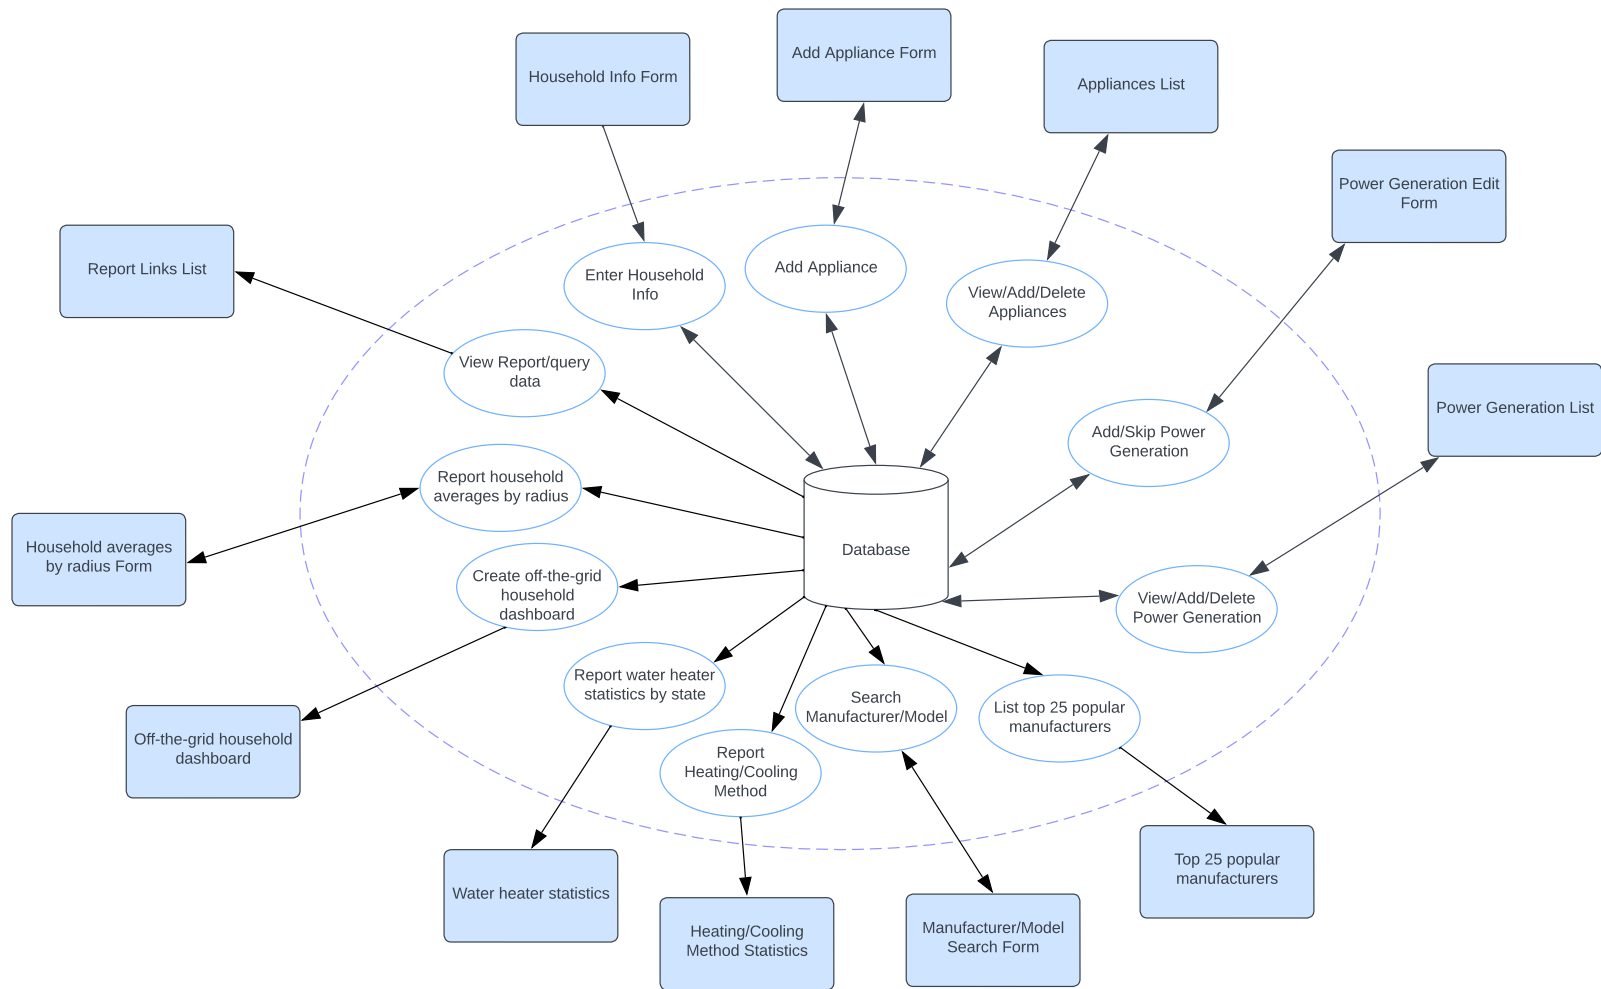 Add Appliance Form
Household Info Form
Appliances List
Power Generation Edit
Form
Report Links List
Enter Household
Info
Add Appliance
View/Add/Delete
Appliances
View Report/query
data
Add/Skip Power
Generation
Power Generation List
Report household
averages by radius
Household averages
by radius Form
Database
Create off-the-grid
household
dashboard
View/Add/Delete
Power Generation
Report water heater
statistics by state
Search
Manufacturer/Model
List top 25 popular
manufacturers
Off-the-grid household
dashboard
Report
Heating/Cooling
Method
Water heater statistics
Top 25 popular
manufacturers
Heating/Cooling
Method Statistics
Manufacturer/Model
Search Form